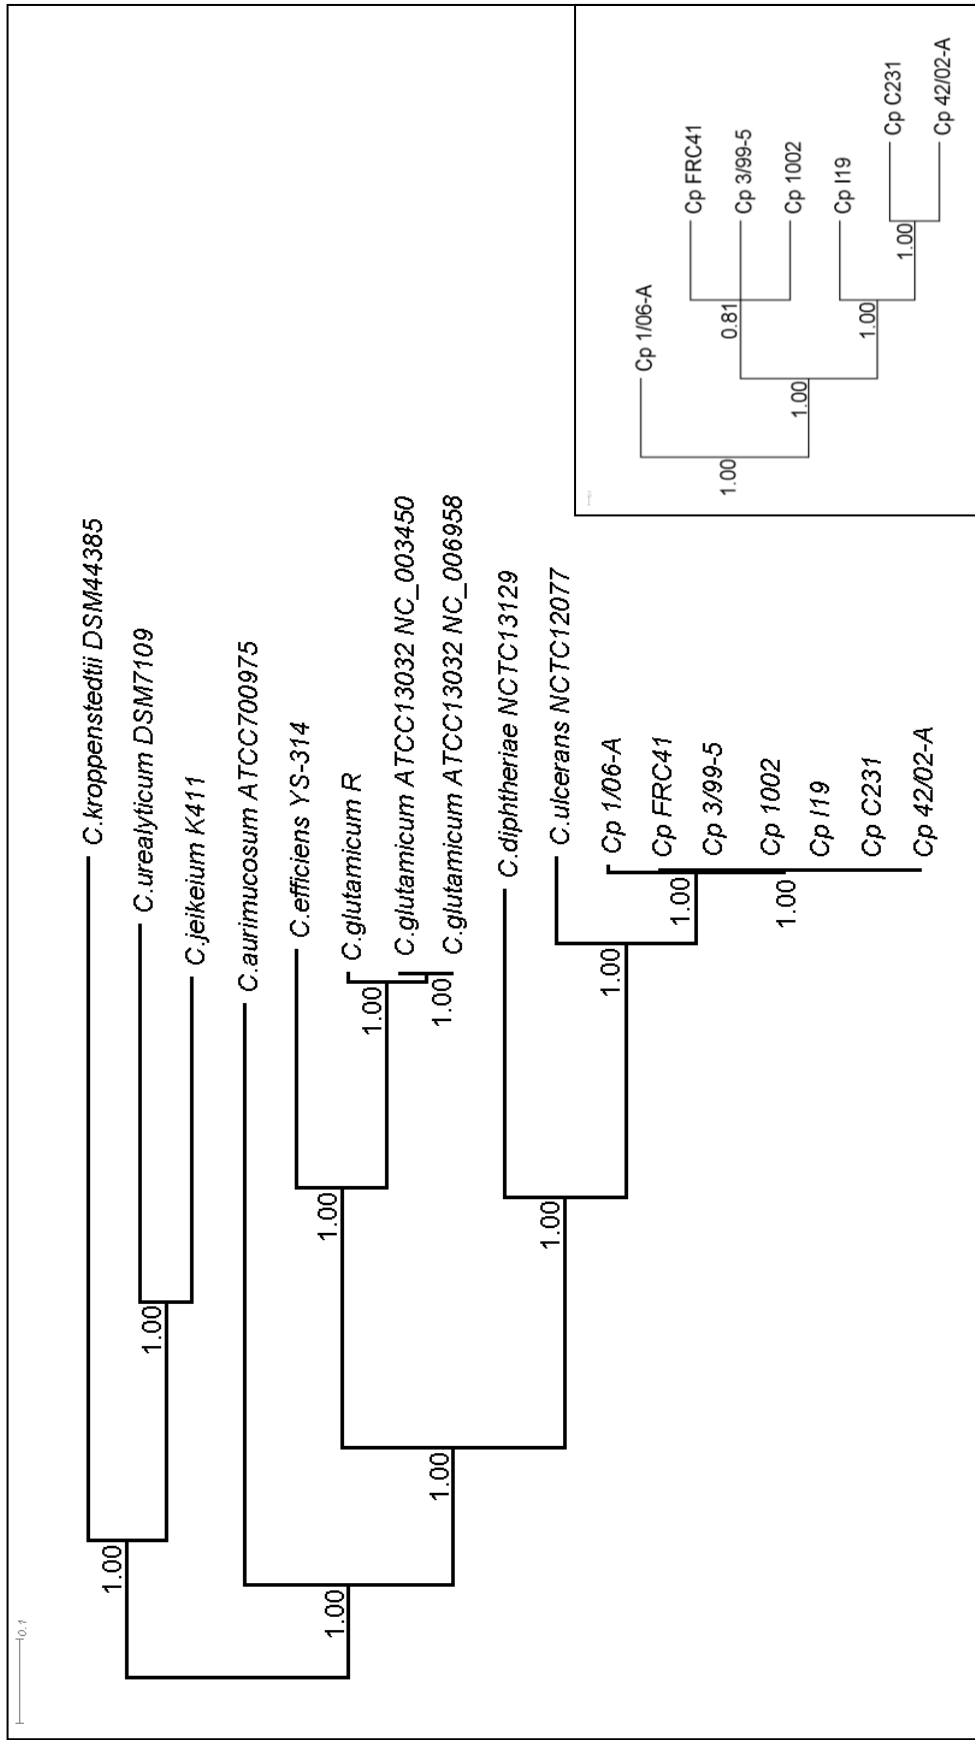 0.1
C.kroppenstedtii DSM44385
C.urealyticum DSM7109
C.jeikeium K411
C.aurimucosum ATCC700975
C.efficiens YS-314
C.glutamicum R
C.glutamicum ATCC13032 NC_003450
C.glutamicum ATCC13032 NC_006958
C.diphtheriae NCTC13129
C.ulcerans NCTC12077
Cp 1/06-A
Cp FRC41
Cp 3/99-5
Cp 1002
Cp I19
Cp C231
Cp 42/02-A
1.00
1.00
1.00
1.00
1.00
1.00
1.00
1.00
1.00
1.00
1.00
Cp 1/06-A
Cp FRC41
Cp 3/99-5
Cp 1002
Cp I19
Cp C231
Cp 42/02-A
1.00
1.00
0.81
1.00
1.00